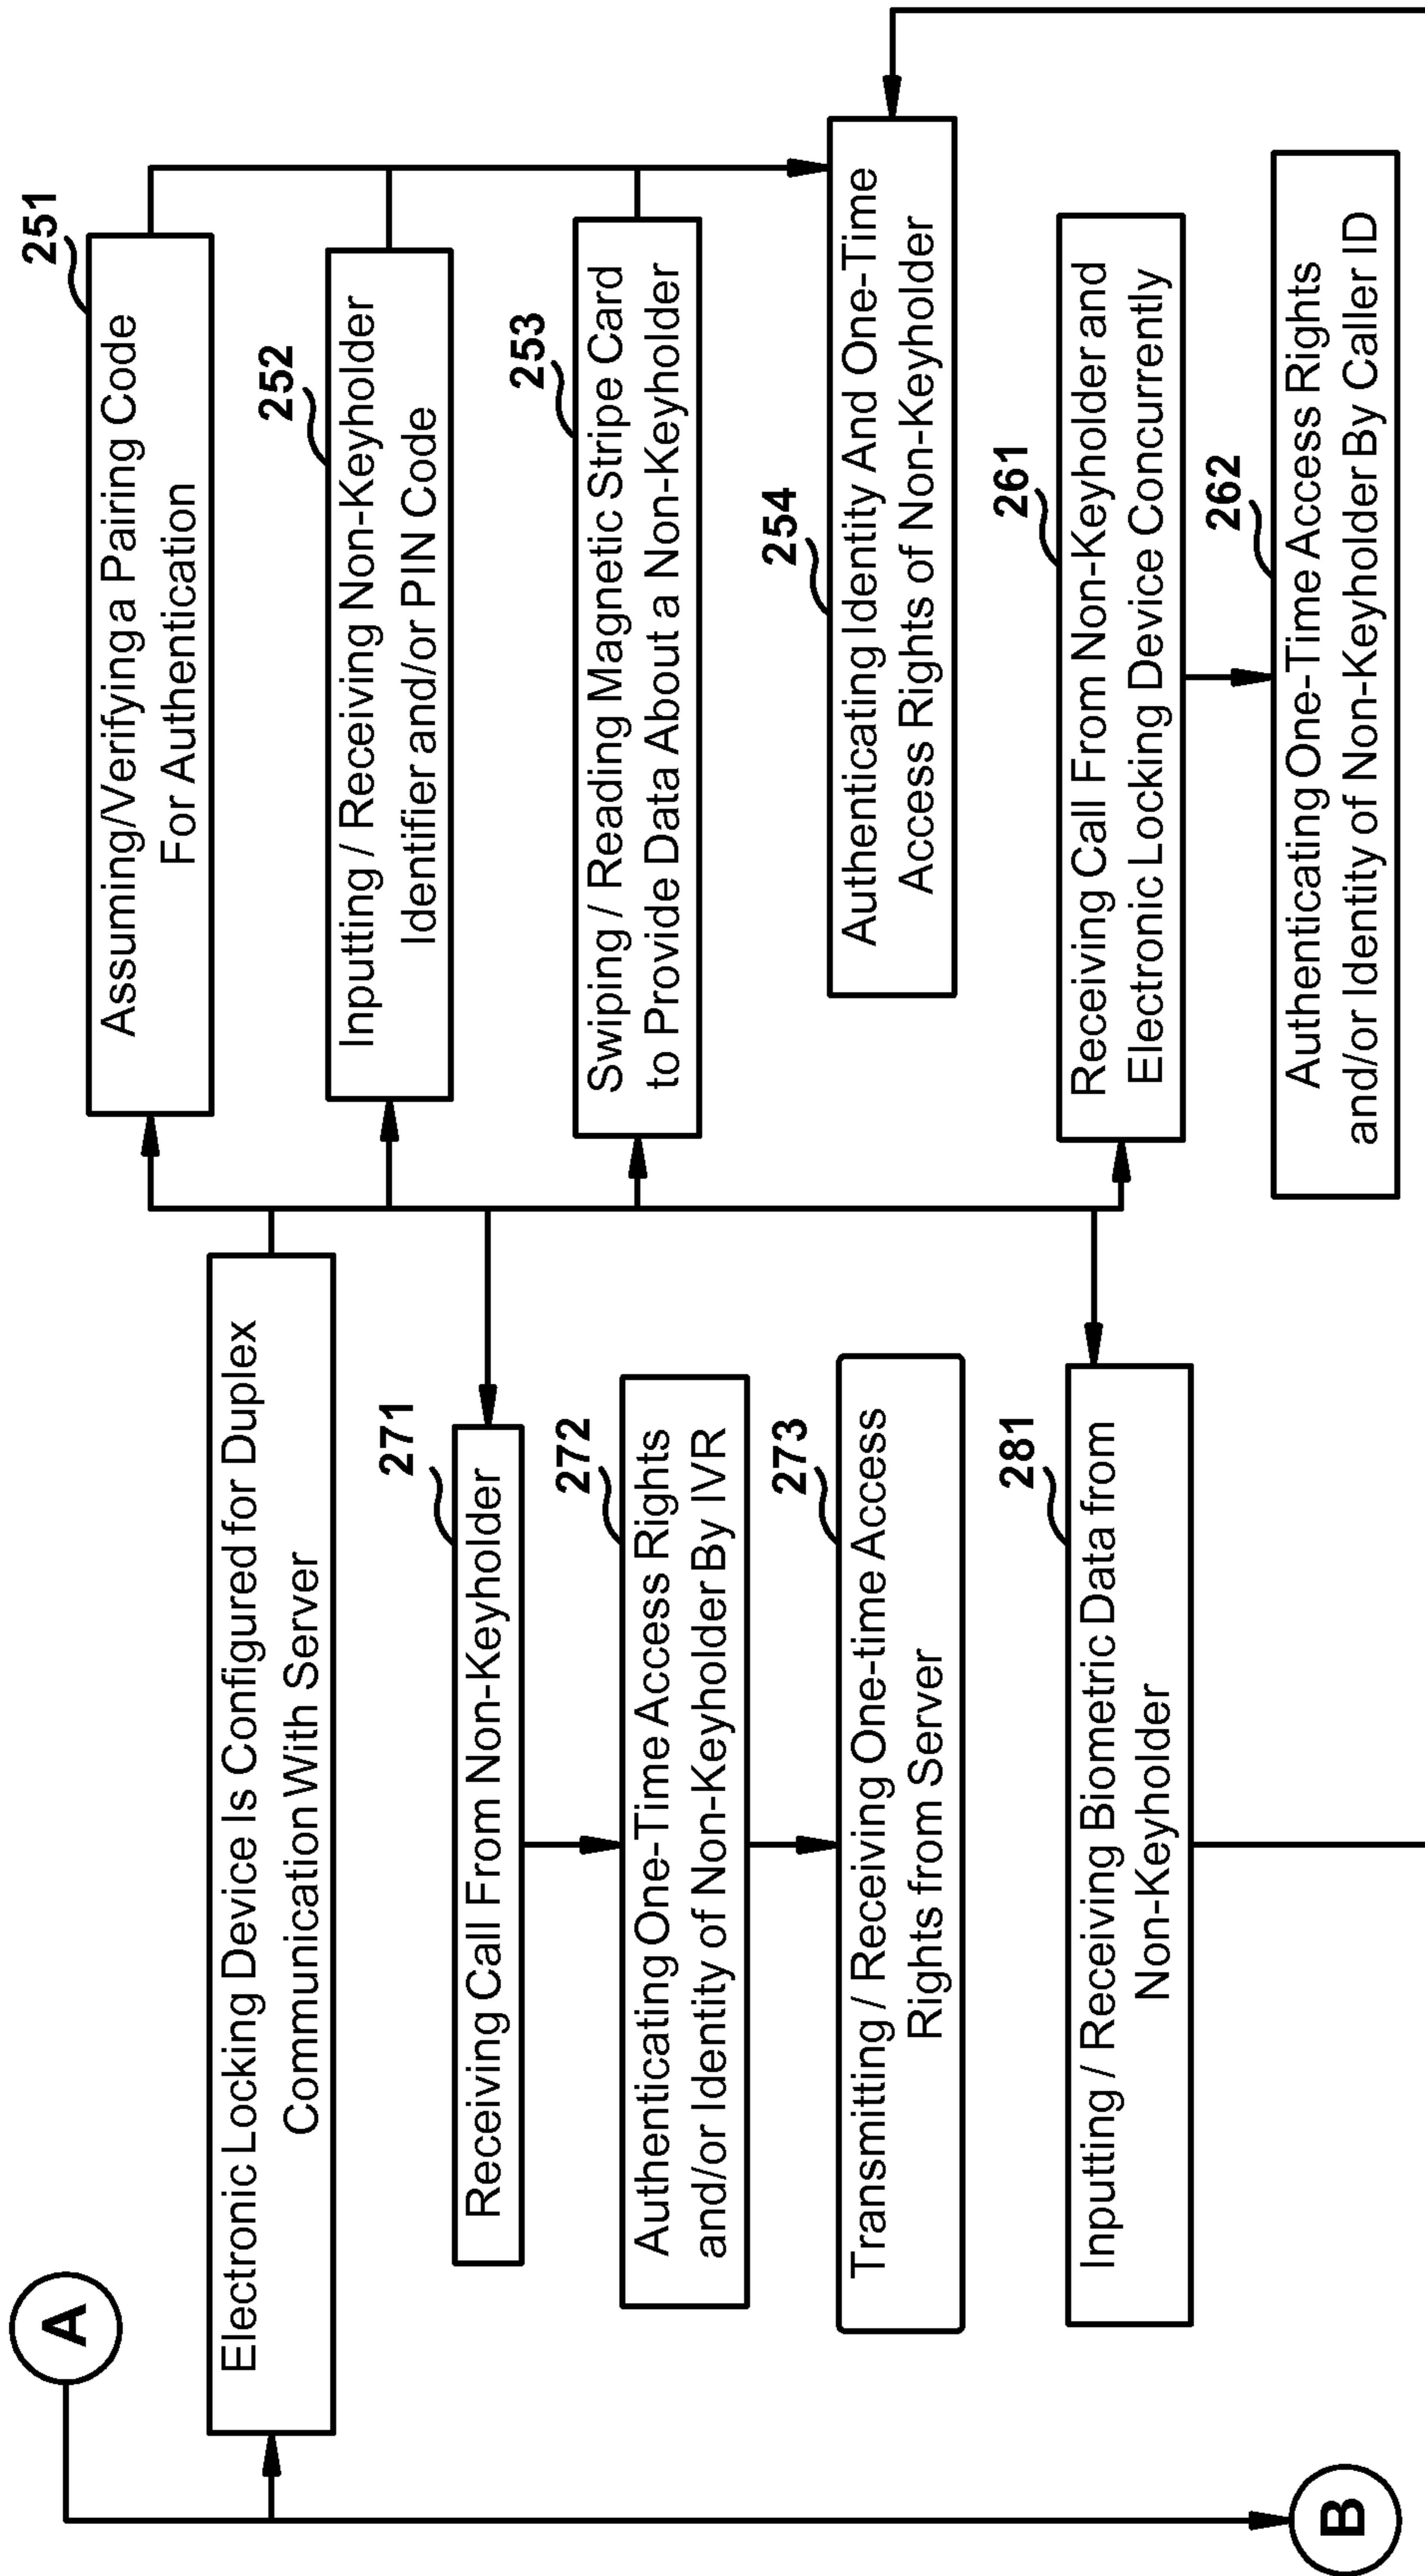 A
Electronic Locking Device Is Configured for Duplex
Communication With Server
271
Receiving Call From Non-Keyholder
272
Authenticating One-Time Access Rights
and/or Identity of Non-Keyholder By IVR
273
Transmitting / Receiving One-time Access
Rights from Server
281
Inputting / Receiving Biometric Data from
Non-Keyholder
B
251
Assuming/Verifying a Pairing Code
For Authentication
252
Inputting / Receiving Non-Keyholder
Identifier and/or PIN Code
253
Swiping / Reading Magnetic Stripe Card
to Provide Data About a Non-Keyholder
254
Authenticating Identity And One-Time
Access Rights of Non-Keyholder
261
Receiving Call From Non-Keyholder and
Electronic Locking Device Concurrently
262
Authenticating One-Time Access Rights
and/or Identity of Non-Keyholder By Caller ID